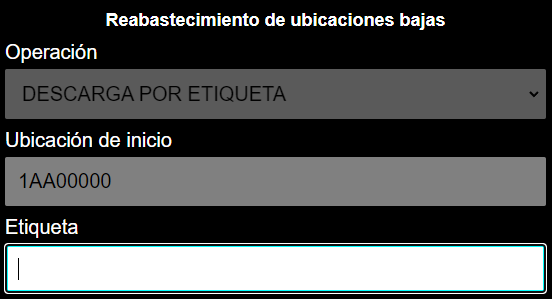 Reabastecimiento de ubicaciones bajas
Operación
DESCARGA POR ETIQUETA
Ubicación de inicio
1AA00000
Etiqueta